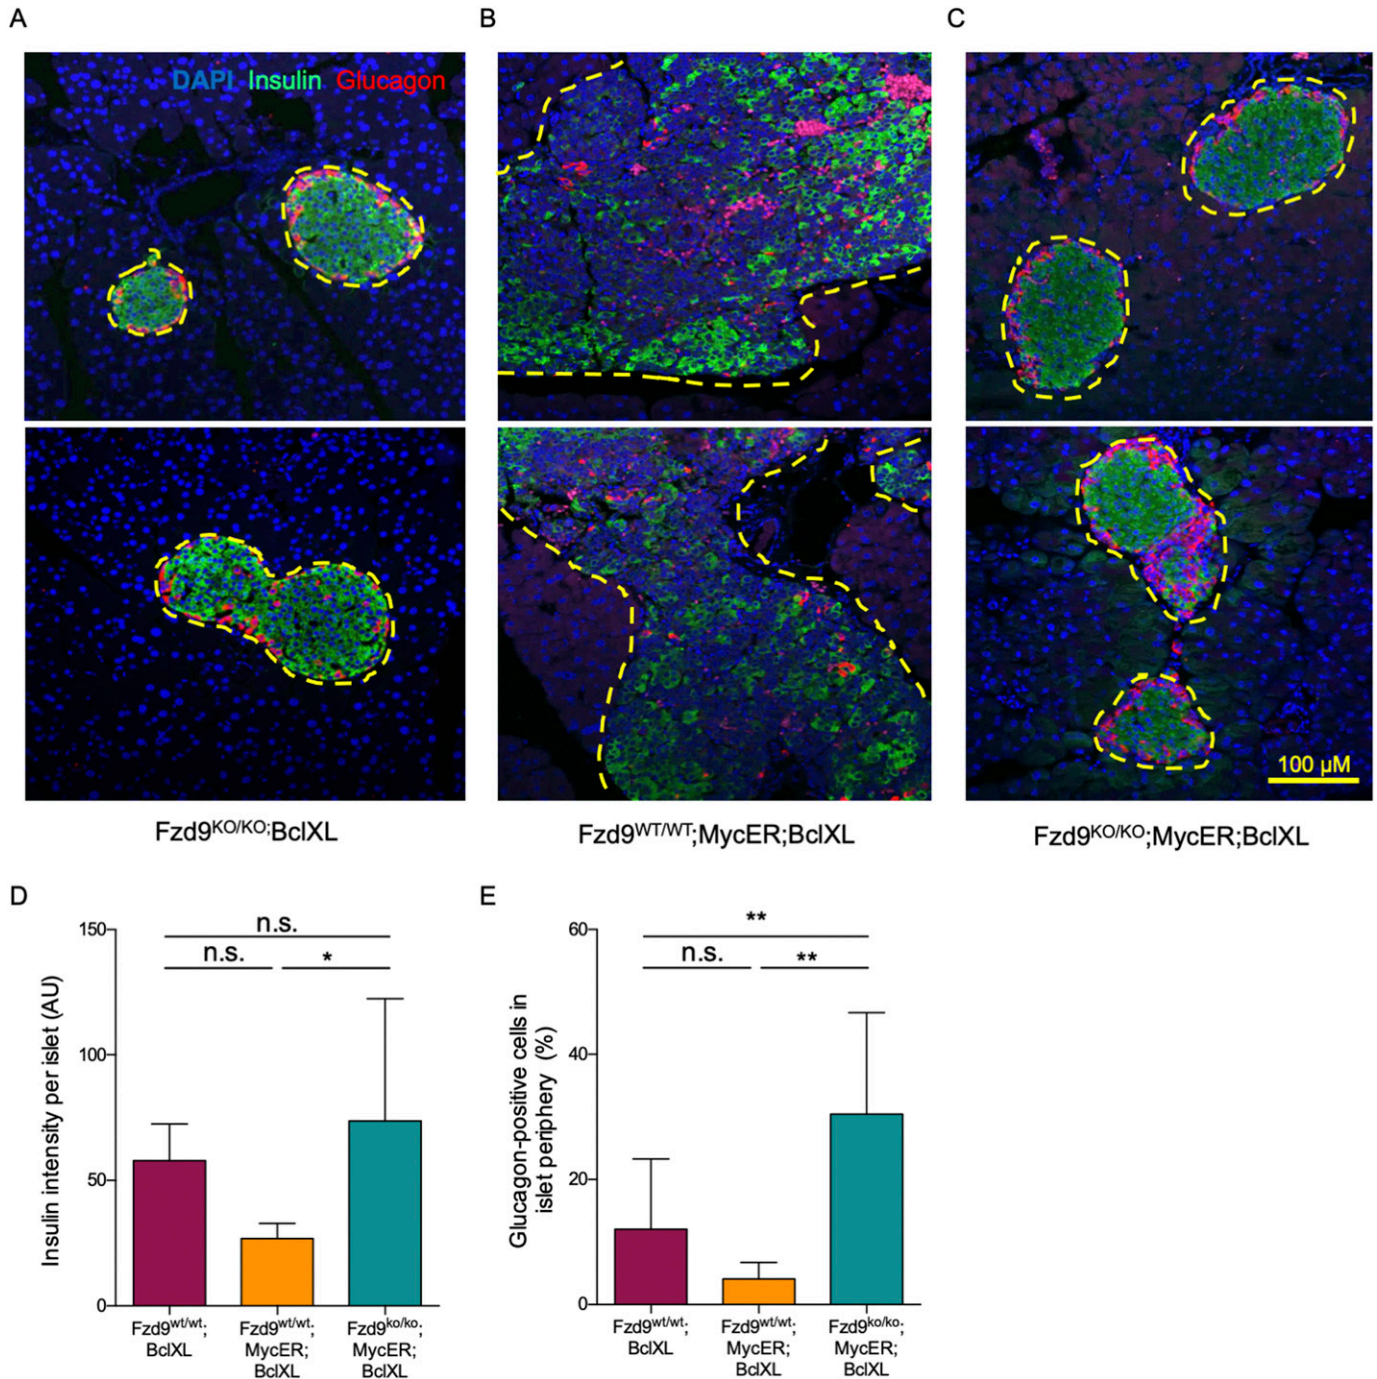 A
B
C
DAPI Insulin Glucagon
100 µM
Fzd9KO/KO;BclXL
Fzd9WT/WT;MycER;BclXL
Fzd9KO/KO;MycER;BclXL
D
E
Insulin intensity per islet (AU)
150
100
50
0
n.s.
n.s.
*
Fzd9wt/wt;
BclXL
Fzd9wt/wt;
MycER;
BclXL
Fzd9ko/ko;
MycER;
BclXL
Glucagon-positive cells in
islet periphery (%)
60
40
20
0
**
n.s.
**
Fzd9wt/wt;
BclXL
Fzd9wt/wt;
MycER;
BclXL
Fzd9ko/ko;
MycER;
BclXL